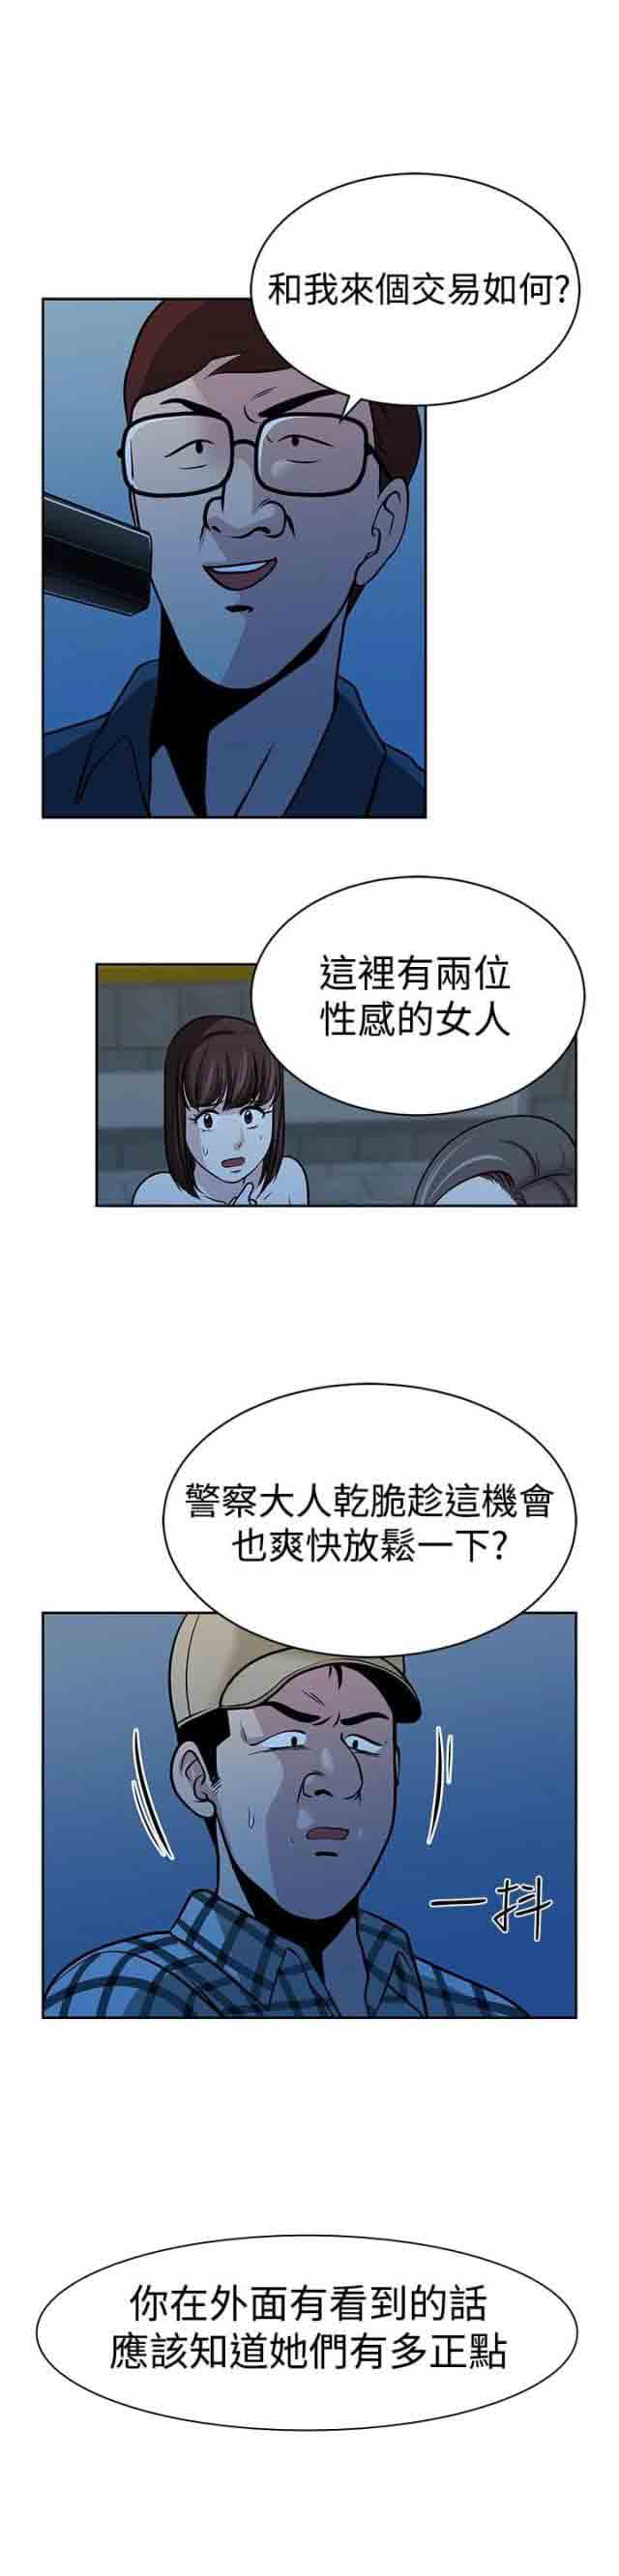 和我來個交易如何?
這裡有兩位
性感的女人
警察大人乾脆趁這機會
也爽快放鬆一下?
一抖
你在外面有看到的話
應該知道她們有多正點